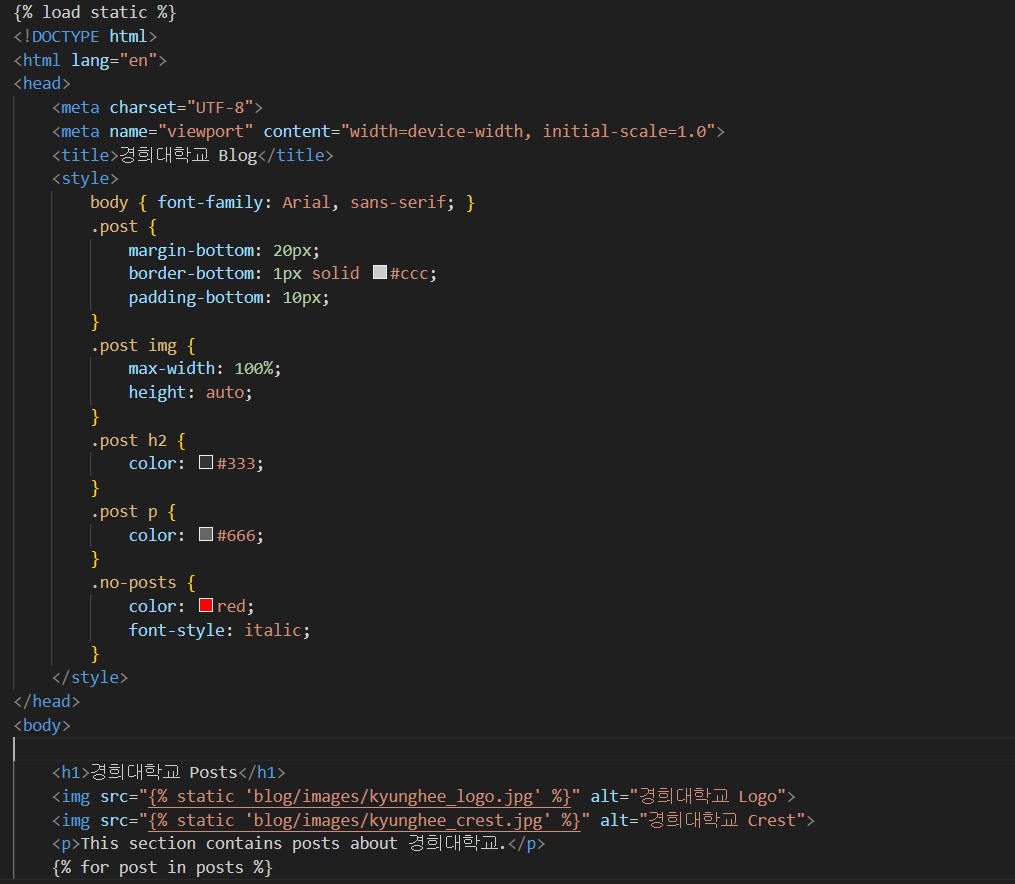 {% load static %}
<!DOCTYPE html>
<html lang="en">
<head>
    <meta charset="UTF-8">
    <meta name="viewport" content="width=device-width, initial-scale=1.0">
    <title>경희대학교 Blog</title>
    <style>
        body { font-family: Arial, sans-serif; }
        .post {
            margin-bottom: 20px;
            border-bottom: 1px solid #ccc;
            padding-bottom: 10px;
        }
        .post img {
            max-width: 100%;
            height: auto;
        }
        .post h2 {
            color: #333;
        }
        .post p {
            color: #666;
        }
        .no-posts {
            color: red;
            font-style: italic;
        }
    </style>
</head>
<body>
    <h1>경희대학교 Posts</h1>
    <img src="{% static 'blog/images/kyunghee_logo.jpg' %}" alt="경희대학교 Logo">
    <img src="{% static 'blog/images/kyunghee_crest.jpg' %}" alt="경희대학교 Crest">
    <p>This section contains posts about 경희대학교.</p>
    {% for post in posts %}